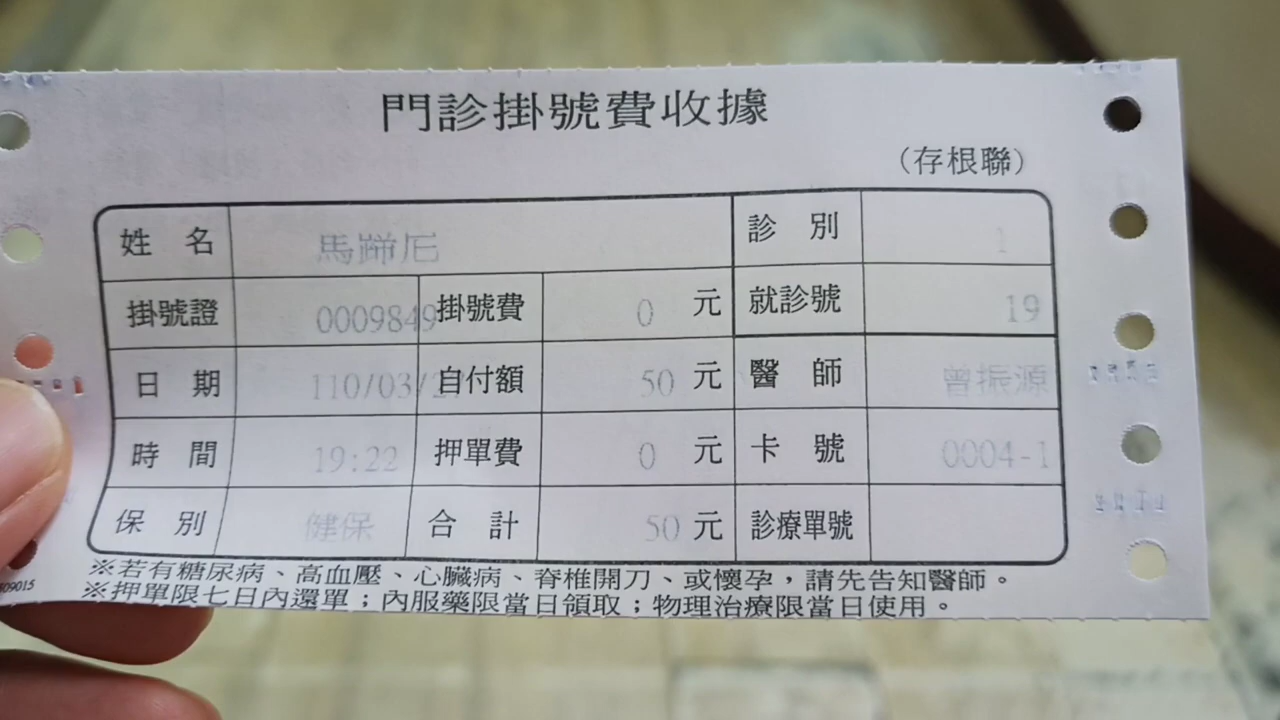 門診掛號費收據
(存根聯)
姓名 馬蹄尼 診別 1
掛號證 0009849 掛號費 0 元 就診號 19
日期 110/03/2 自付額 50 元 醫師 曾振源
時間 19:22 押單費 0 元 卡號 0004-1
保別 健保 合計 50 元 診療單號
※若有糖尿病、高血壓、心臟病、脊椎開刀、或懷孕，請先告知醫師。
※押單限七日內還單；內服藥限當日領取；物理治療限當日使用。
09015